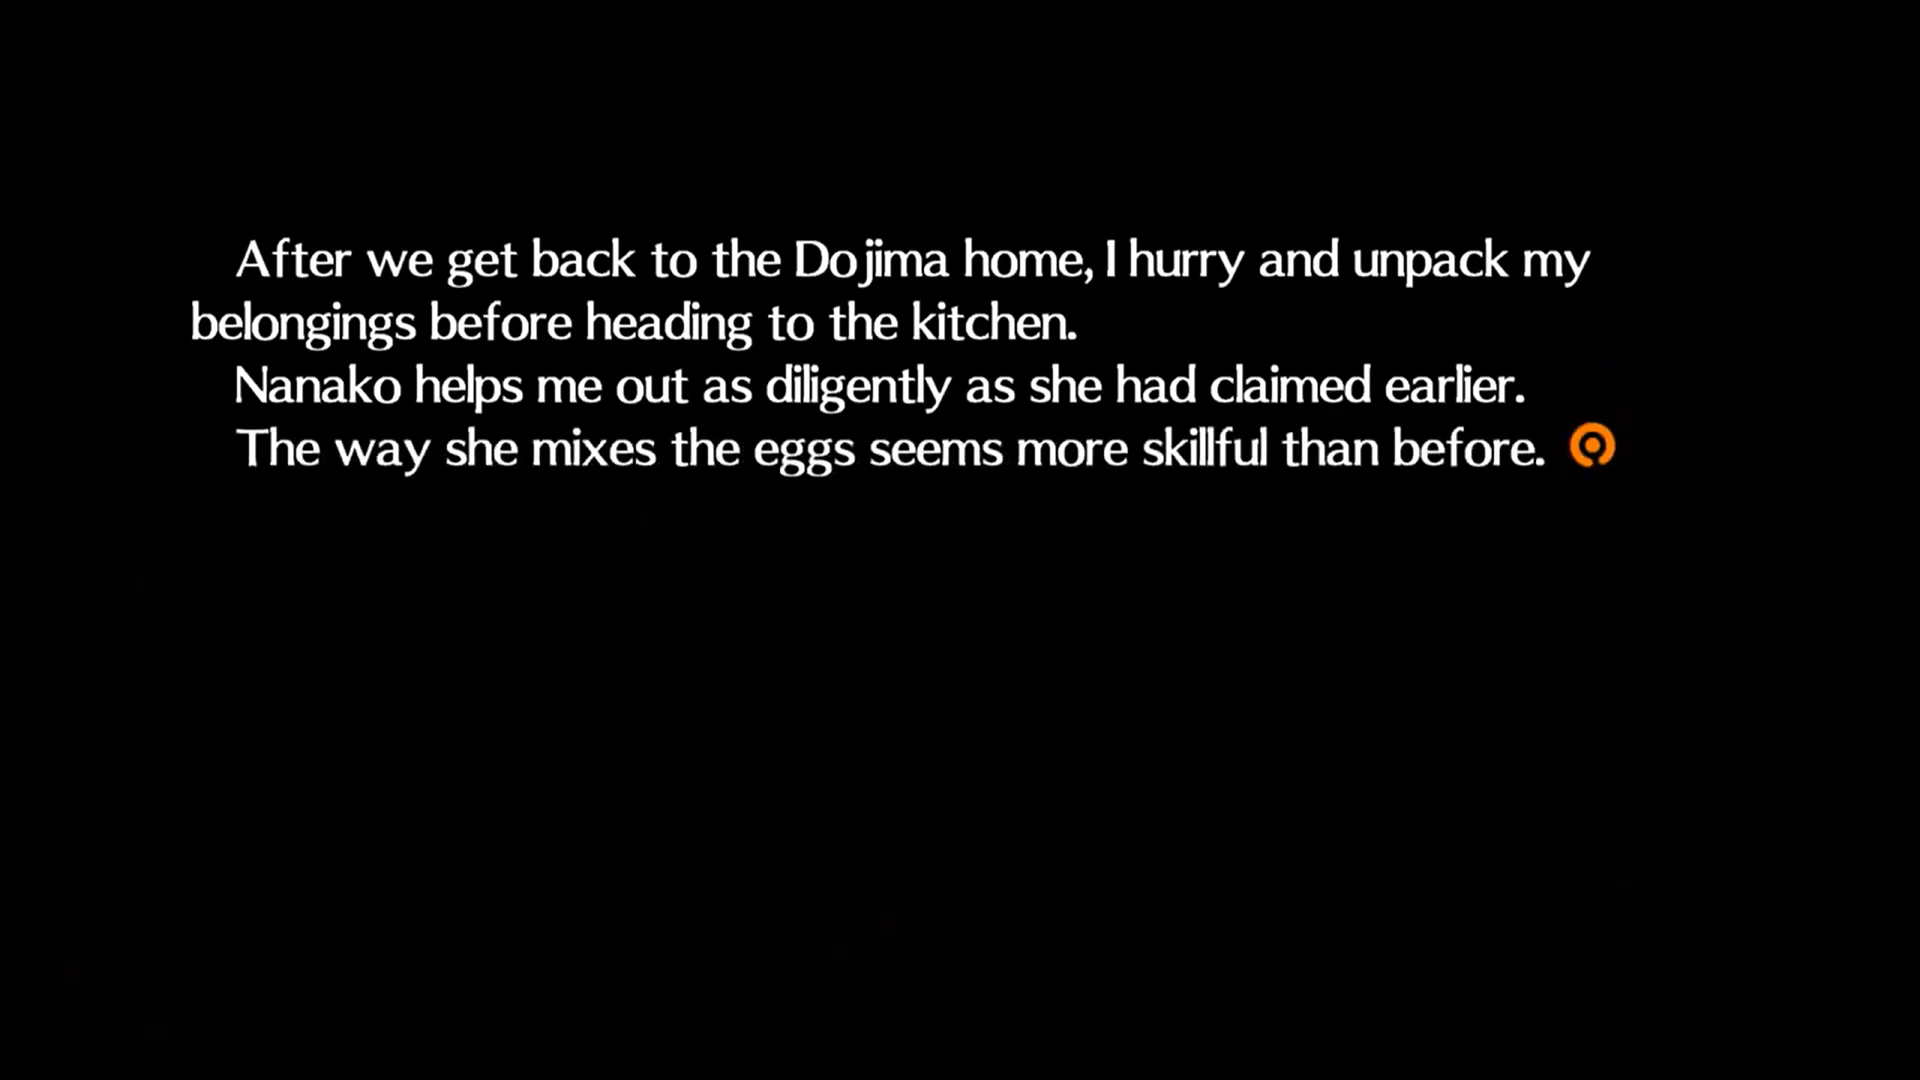 After we get back to the Dojima home, I hurry and unpack my
belongings before heading to the kitchen.
Nanako helps me out as diligently as she had claimed earlier.
The way she mixes the eggs seems more skillful than before.